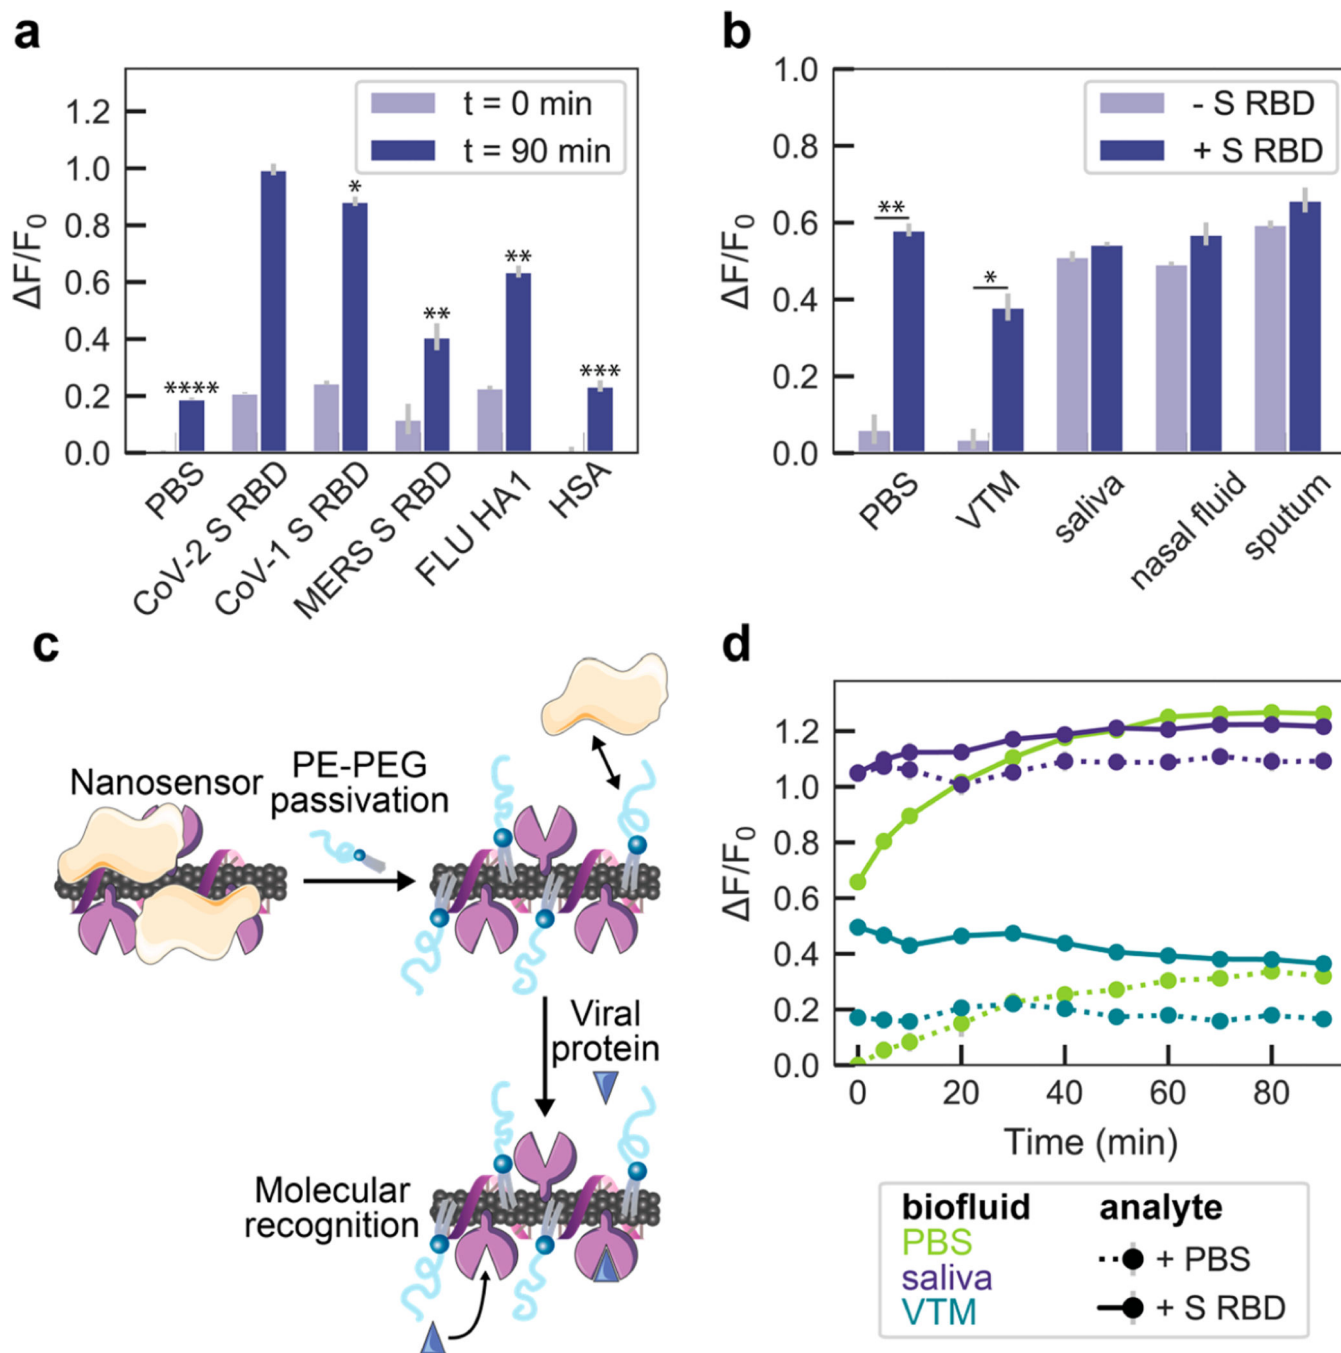 a
ΔF/F0
1.2
1.0
0.8
0.6
0.4
0.2
0.0
t = 0 min
t = 90 min
****
*
**
**
***
PBS
CoV-2 S RBD
CoV-1 S RBD
MERS S RBD
FLU HA1
HSA
b
ΔF/F0
1.0
0.8
0.6
0.4
0.2
0.0
- S RBD
+ S RBD
**
*
PBS
VTM
saliva
nasal fluid
sputum
c
Nanosensor
PE-PEG
passivation
Viral
protein
Molecular
recognition
d
ΔF/F0
1.2
1.0
0.8
0.6
0.4
0.2
0.0
0 20 40 60 80
Time (min)
biofluid analyte
PBS + PBS
saliva
VTM + S RBD